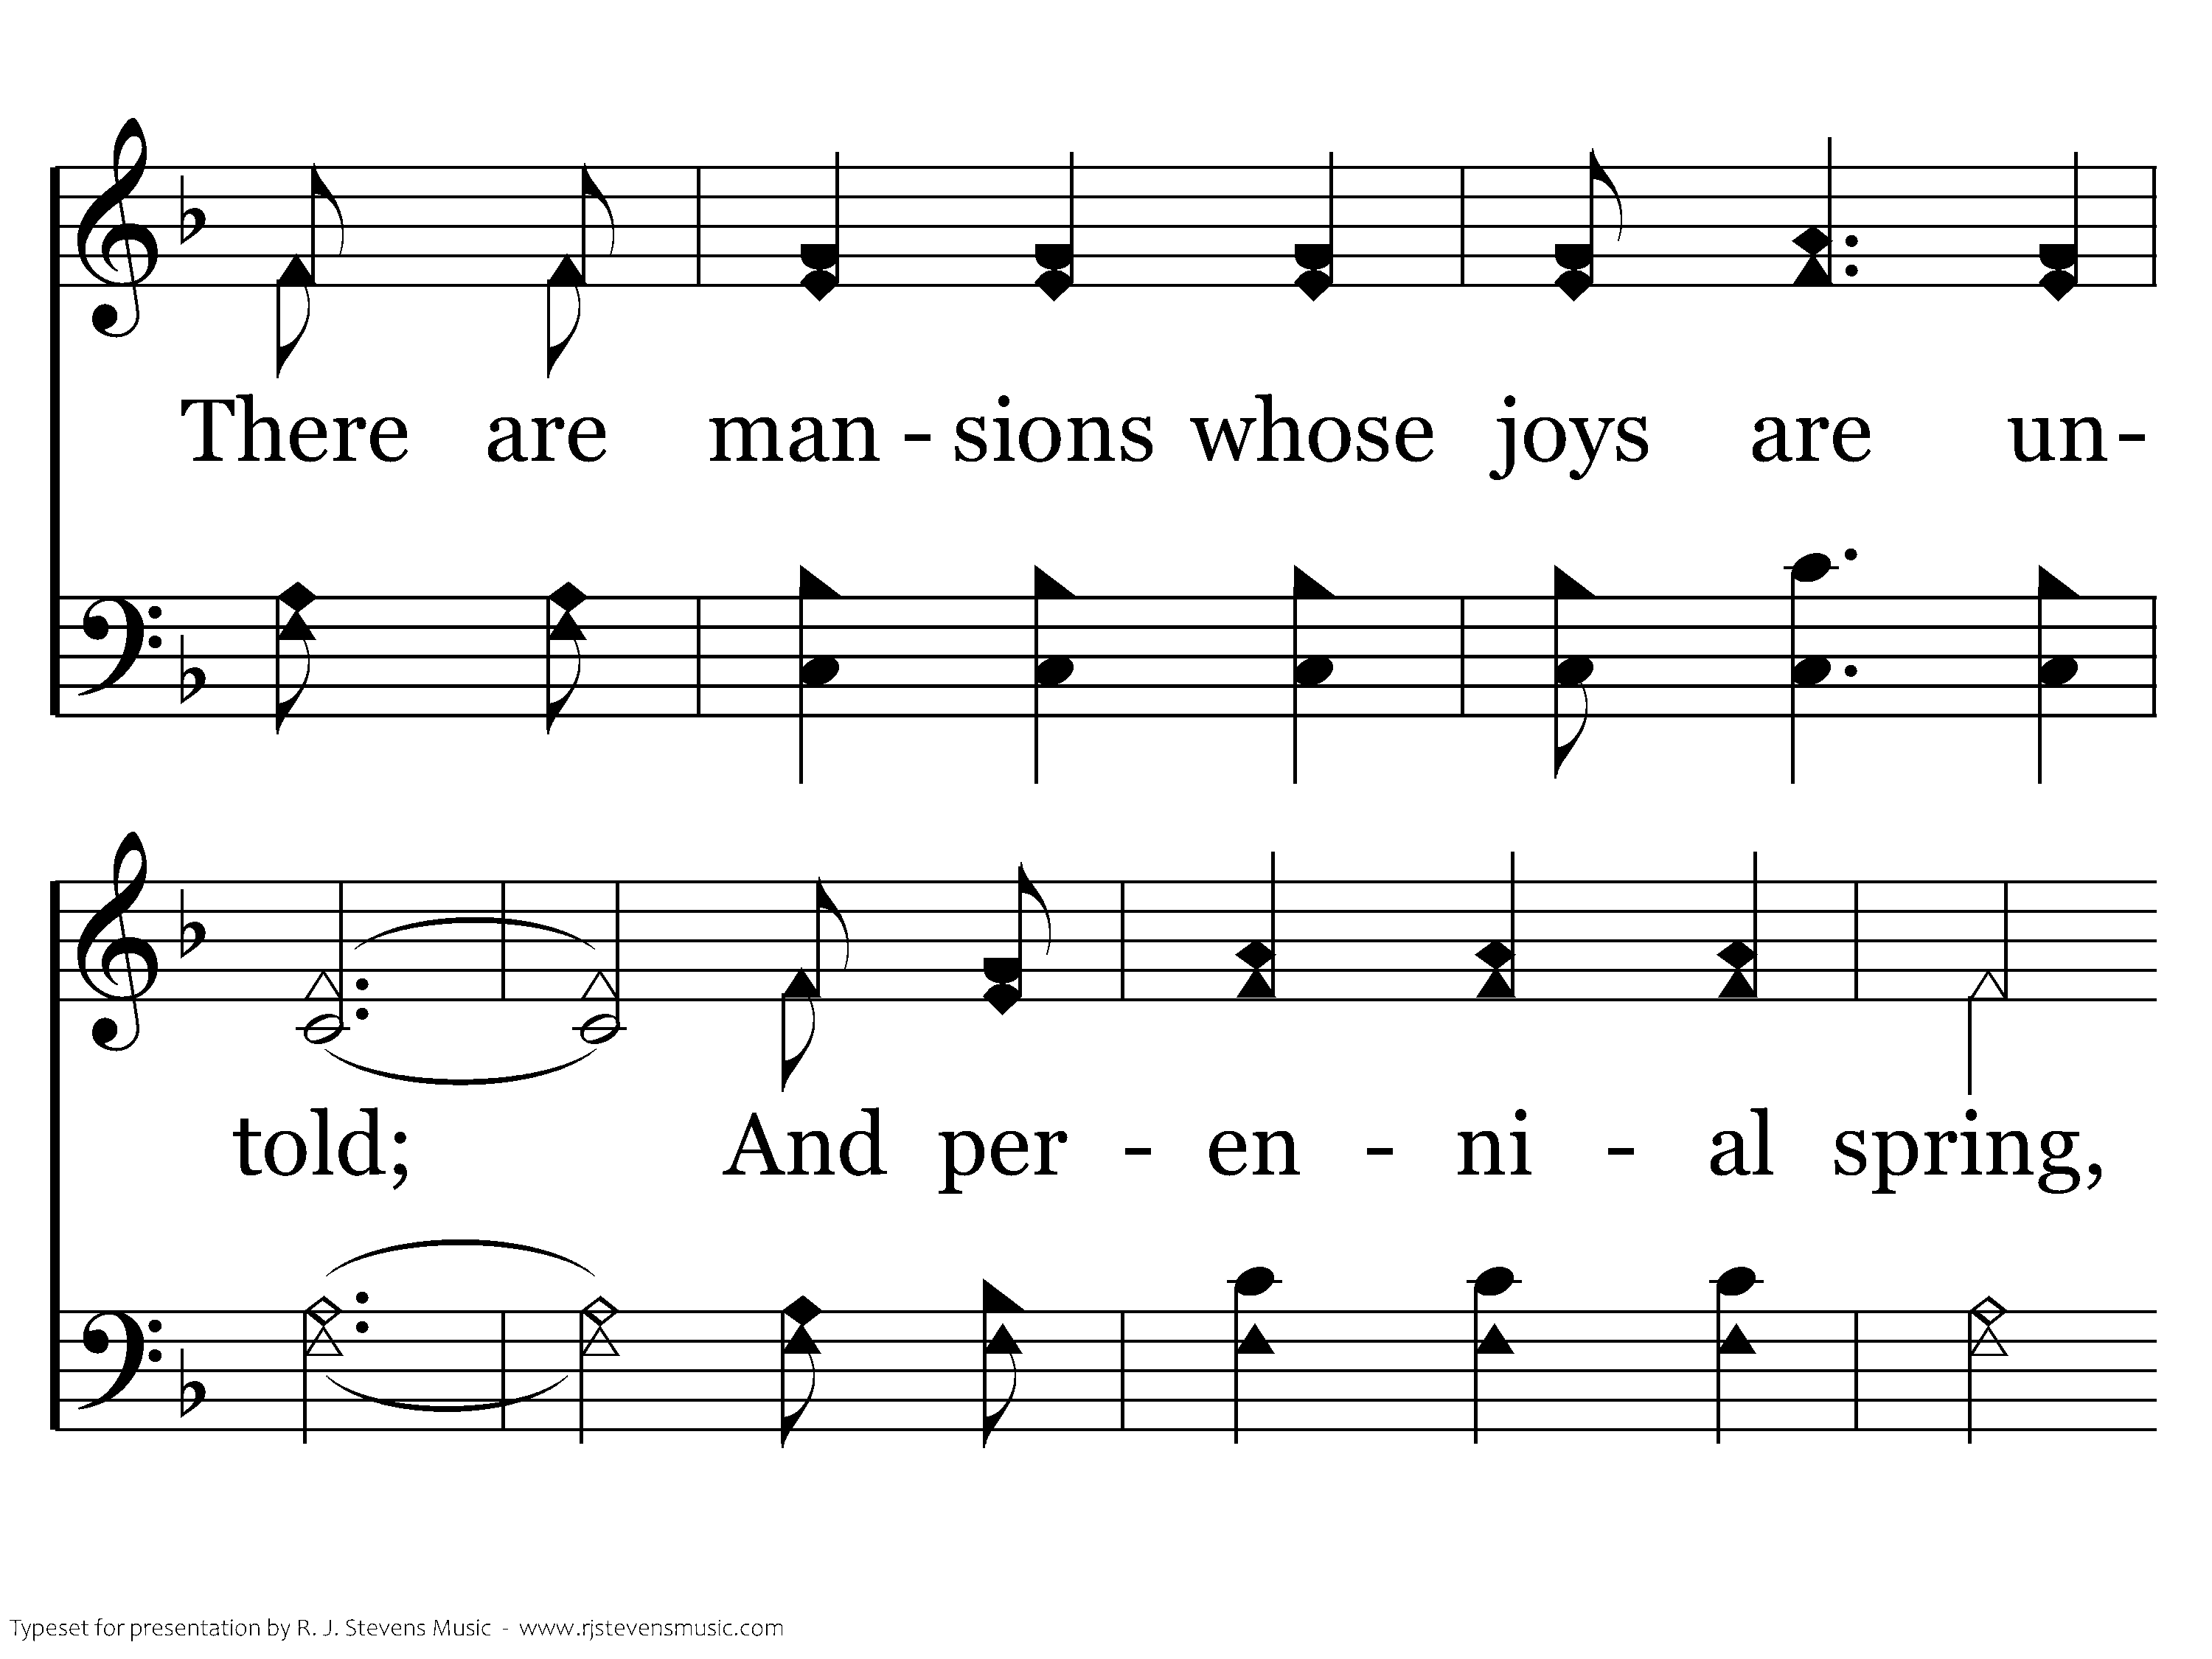 There are man - sions whose joys are un-
told; And per - en - ni - al spring,
Typeset for presentation by R. J. Stevens Music - www.rjstevensmusic.com